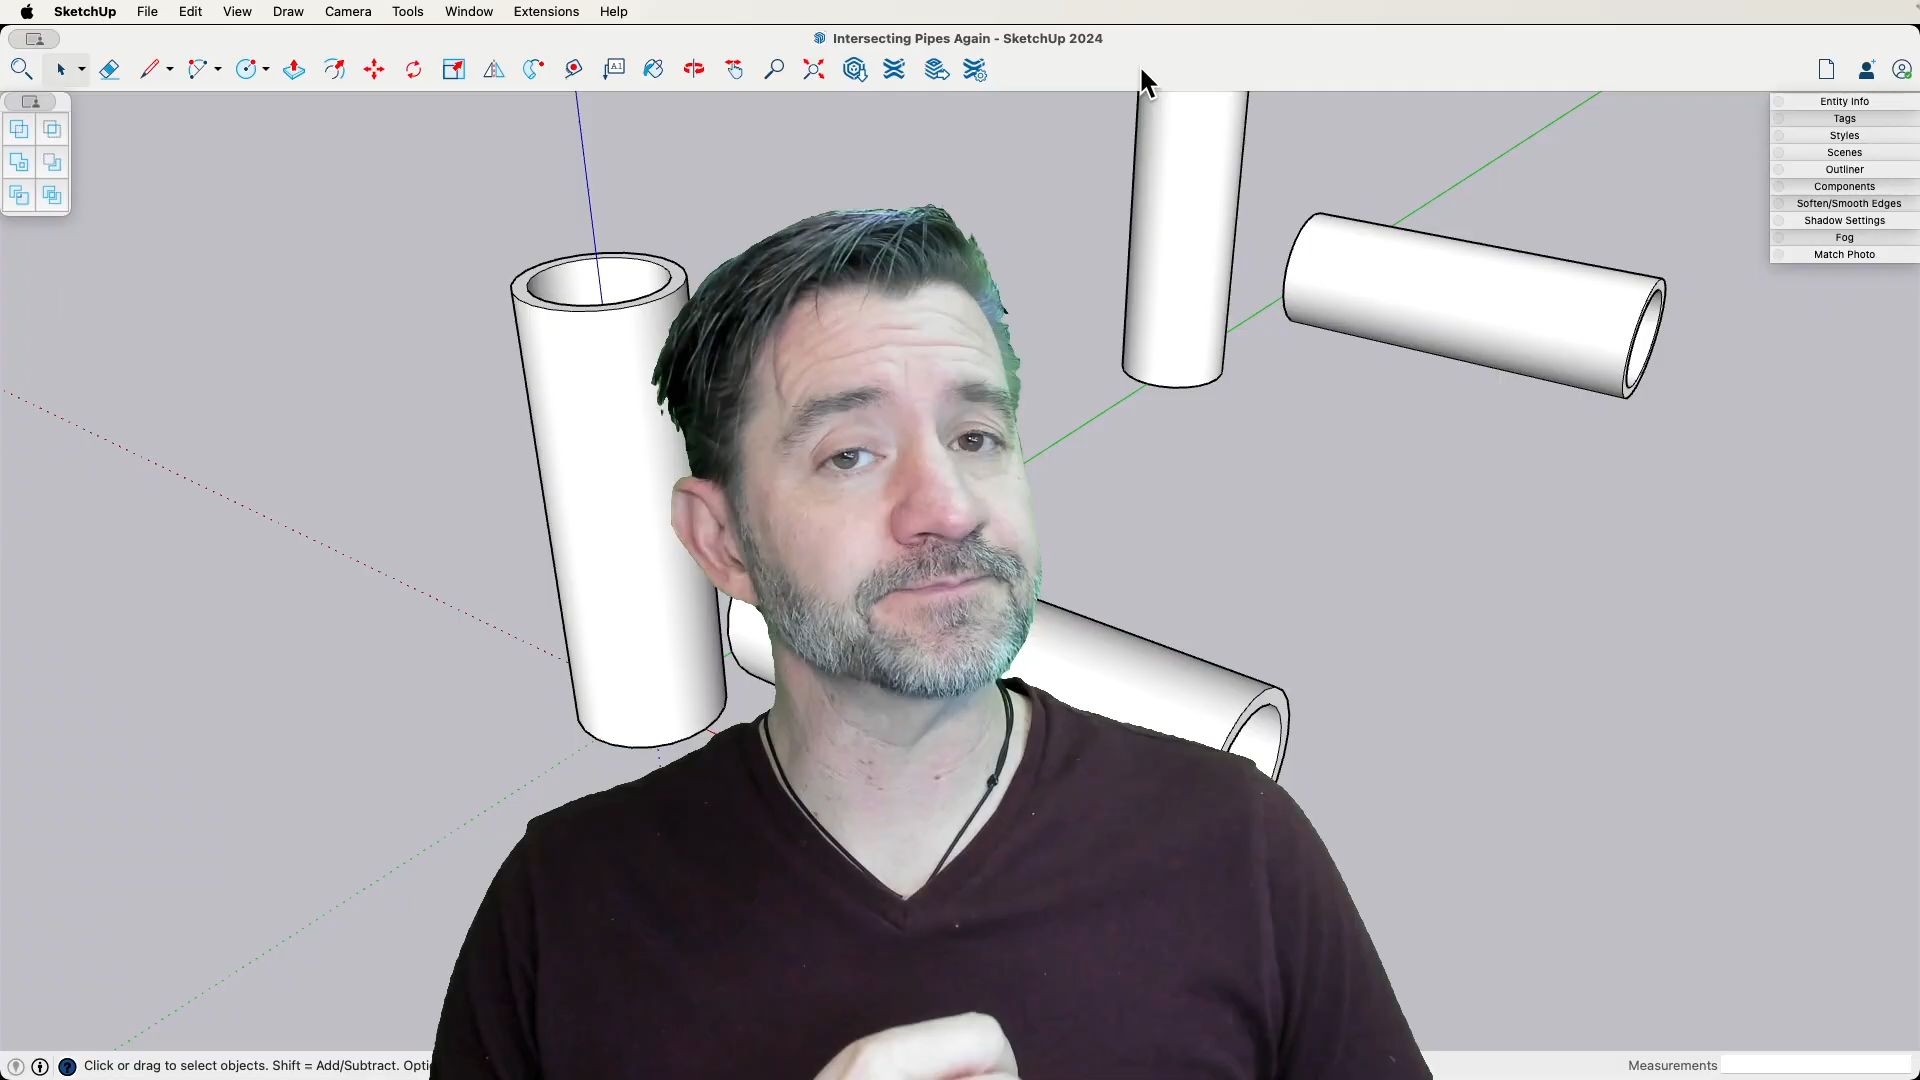 SketchUp File Edit View Draw Camera Tools Window Extensions Help
Intersecting Pipes Again - SketchUp 2024
A1
Entity Info
Tags
Styles
Scenes
Outliner
Components
Soften/Smooth Edges
Shadow Settings
Fog
Match Photo
Click or drag to select objects. Shift = Add/Subtract. Opti
Measurements